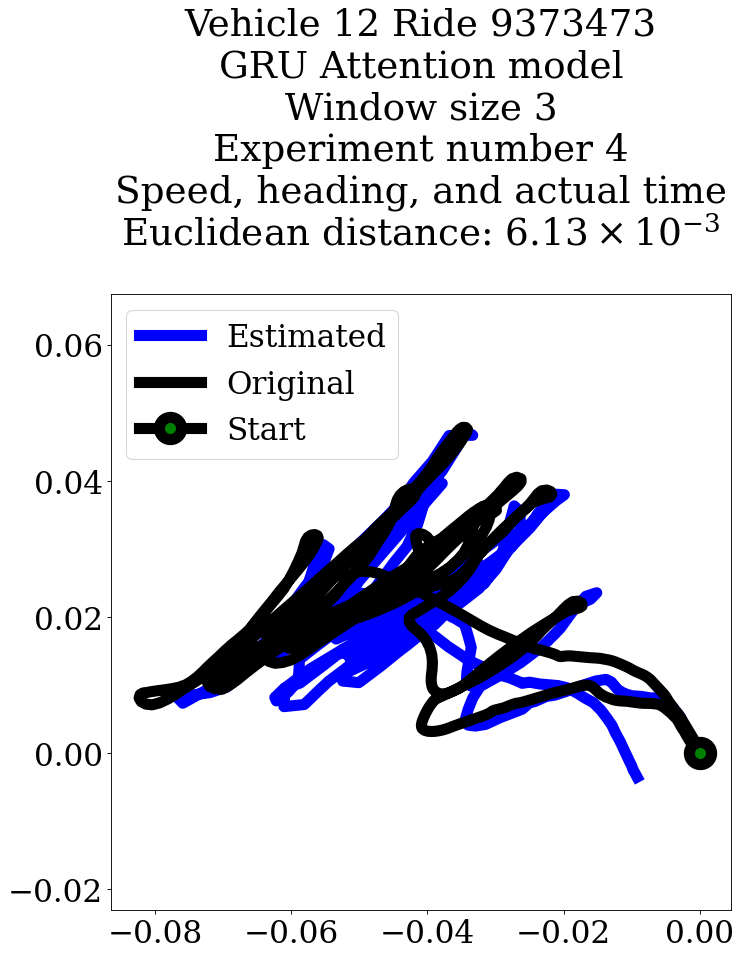 Vehicle 12 Ride 9373473
GRU Attention model
Window size 3
Experiment number 4
Speed, heading, and actual time
Euclidean distance: 6.13 × 10⁻³
Estimated
Original
Start
0.06
0.04
0.02
0.00
−0.02
−0.08
−0.06
−0.04
−0.02
0.00